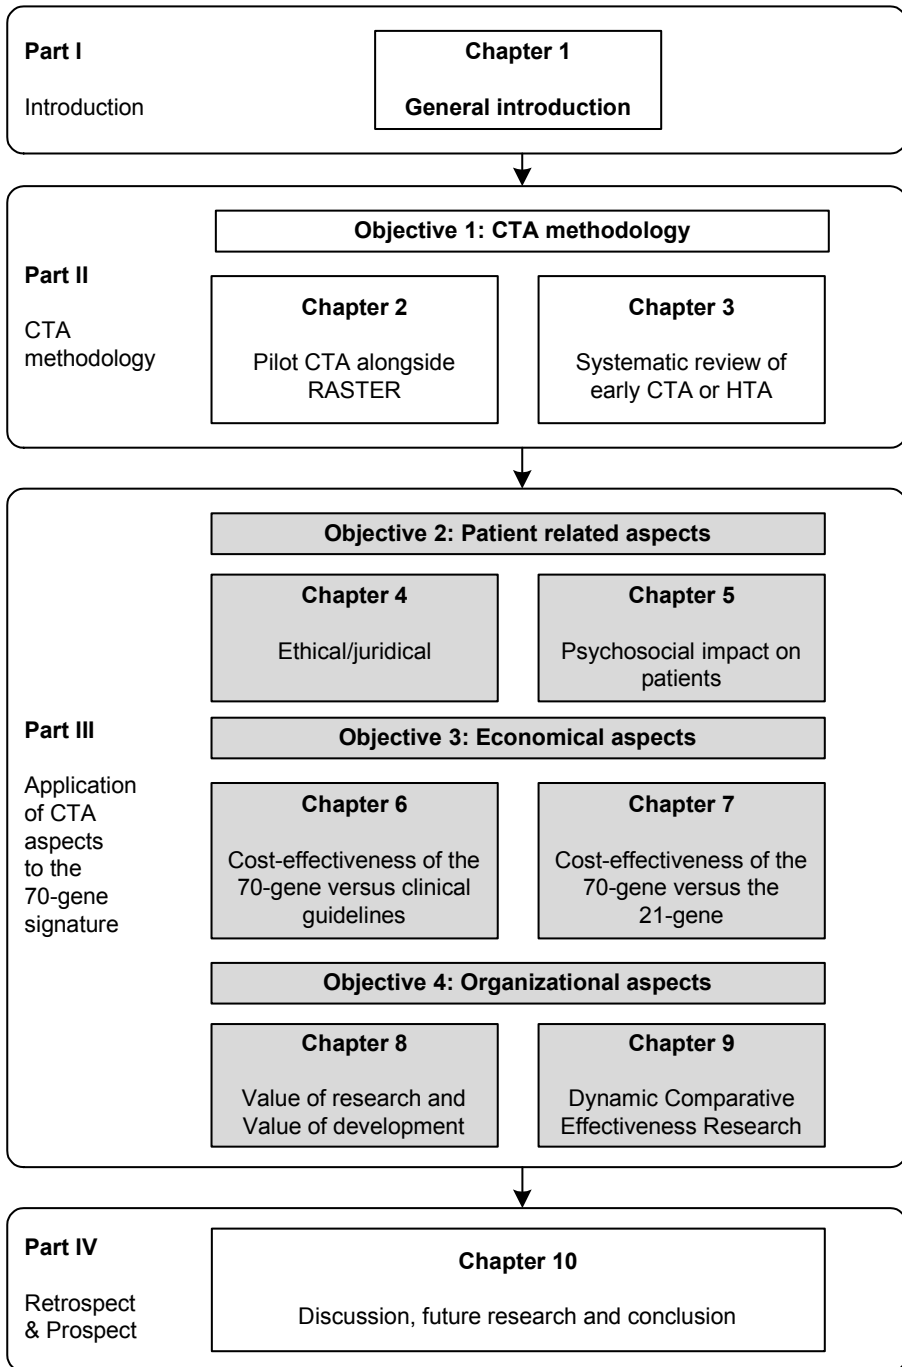 Part I
Introduction
Chapter 1
General introduction
Objective 1: CTA methodology
Part II
CTA
methodology
Chapter 2
Pilot CTA alongside
RASTER
Chapter 3
Systematic review of
early CTA or HTA
Part III
Application
of CTA
aspects
to the
70-gene
signature
Objective 2: Patient related aspects
Chapter 4
Ethical/juridical
Chapter 5
Psychosocial impact on
patients
Objective 3: Economical aspects
Chapter 6
Cost-effectiveness of the
70-gene versus clinical
guidelines
Chapter 7
Cost-effectiveness of the
70-gene versus the
21-gene
Objective 4: Organizational aspects
Chapter 8
Value of research and
Value of development
Chapter 9
Dynamic Comparative
Effectiveness Research
Part IV
Retrospect
& Prospect
Chapter 10
Discussion, future research and conclusion